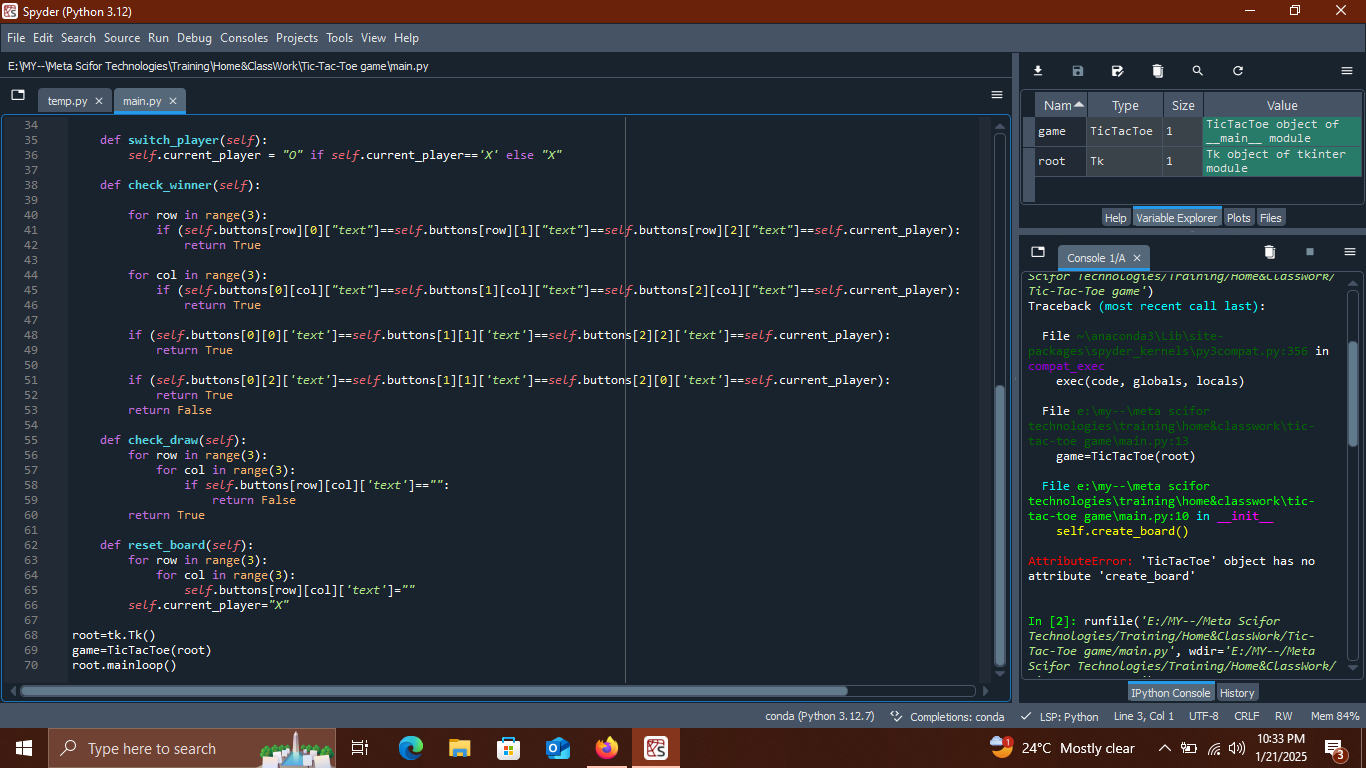 Spyder (Python 3.12)
File Edit Search Source Run Debug Consoles Projects Tools View Help
E:\MY--\Meta Scifor Technologies\Training\Home&ClassWork\Tic-Tac-Toe game\main.py
temp.py
main.py
34
35 def switch_player(self):
36 self.current_player = "O" if self.current_player=='X' else "X"
37
38 def check_winner(self):
39
40 for row in range(3):
41 if (self.buttons[row][0]["text"]==self.buttons[row][1]["text"]==self.buttons[row][2]["text"]==self.current_player):
42 return True
43
44 for col in range(3):
45 if (self.buttons[0][col]["text"]==self.buttons[1][col]["text"]==self.buttons[2][col]["text"]==self.current_player):
46 return True
47
48 if (self.buttons[0][0]['text']==self.buttons[1][1]['text']==self.buttons[2][2]['text']==self.current_player):
49 return True
50
51 if (self.buttons[0][2]['text']==self.buttons[1][1]['text']==self.buttons[2][0]['text']==self.current_player):
52 return True
53 return False
54
55 def check_draw(self):
56 for row in range(3):
57 for col in range(3):
58 if self.buttons[row][col]['text']=="":
59 return False
60 return True
61
62 def reset_board(self):
63 for row in range(3):
64 for col in range(3):
65 self.buttons[row][col]['text']=""
66 self.current_player="X"
67
68 root=tk.Tk()
69 game=TicTacToe(root)
70 root.mainloop()
Nam Type Size Value
game TicTacToe 1 TicTacToe object of
__main__ module
root Tk 1 Tk object of tkinter
module
Help Variable Explorer Plots Files
Console 1/A
Scifor Technologies/Training/Home&ClassWork/
Tic-Tac-Toe game')
Traceback (most recent call last):
File ~\anaconda3\Lib\site-
packages\spyder_kernels\py3compat.py:356 in
compat_exec
exec(code, globals, locals)
File e:\my--\meta scifor
technologies\training\home&classwork\tic-
tac-toe game\main.py:13
game=TicTacToe(root)
File e:\my--\meta scifor
technologies\training\home&classwork\tic-
tac-toe game\main.py:10 in __init__
self.create_board()
AttributeError: 'TicTacToe' object has no
attribute 'create_board'
In [2]: runfile('E:/MY--/Meta Scifor
Technologies/Training/Home&ClassWork/Tic-
Tac-Toe game/main.py', wdir='E:/MY--/Meta
Scifor Technologies/Training/Home&ClassWork/
IPython Console History
conda (Python 3.12.7) Completions: conda LSP: Python Line 3, Col 1 UTF-8 CRLF RW Mem 84%
Type here to search
1
24°C Mostly clear
10:33 PM
1/21/2025
3